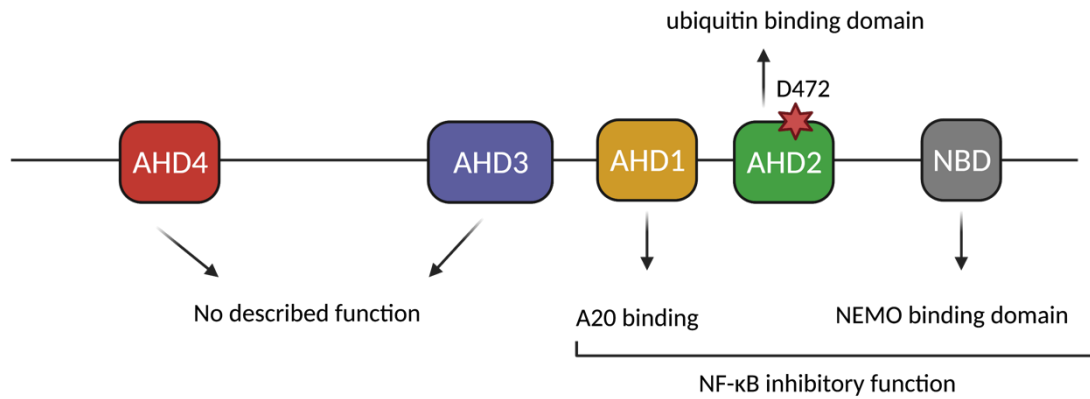 ubiquitin binding domain
D472
AHD4
AHD3
AHD1
AHD2
NBD
No described function
A20 binding
NEMO binding domain
NF-κB inhibitory function